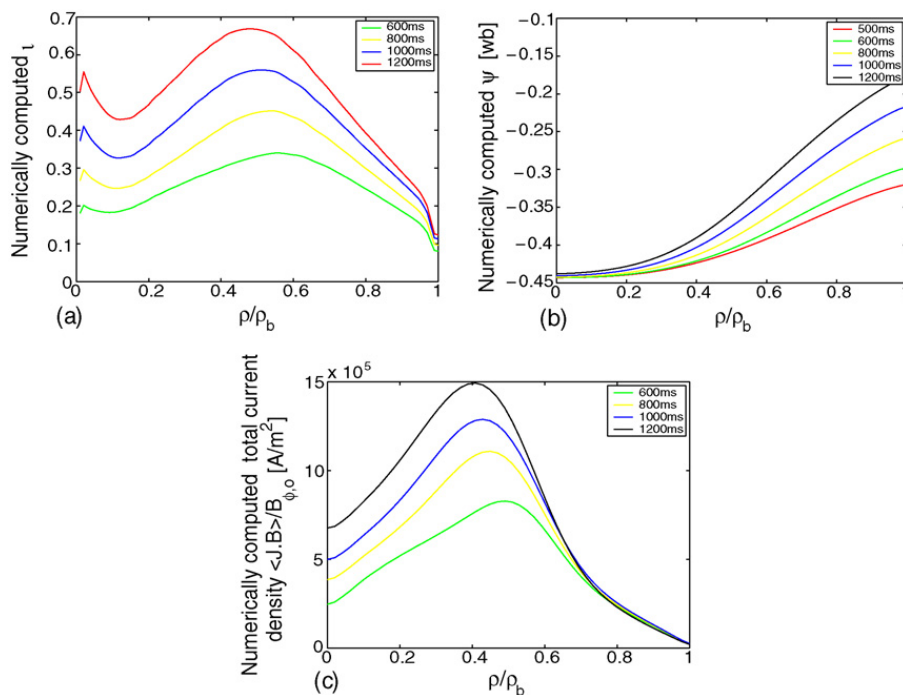 0.7
0.6
0.5
0.4
0.3
0.2
0.1
0
0 0.2 0.4 0.6 0.8 1
Numerically computed ι
ρ/ρb
(a)
600ms
800ms
1000ms
1200ms
-0.1
-0.15
-0.2
-0.25
-0.3
-0.35
-0.4
-0.45
0 0.2 0.4 0.6 0.8 1
Numerically computed Ψ [wb]
ρ/ρb
(b)
500ms
600ms
800ms
1000ms
1200ms
15
10
5
0
× 10^5
0 0.2 0.4 0.6 0.8 1
Numerically computed total current
density <J.B>/Bϕ,o [A/m²]
ρ/ρb
(c)
600ms
800ms
1000ms
1200ms